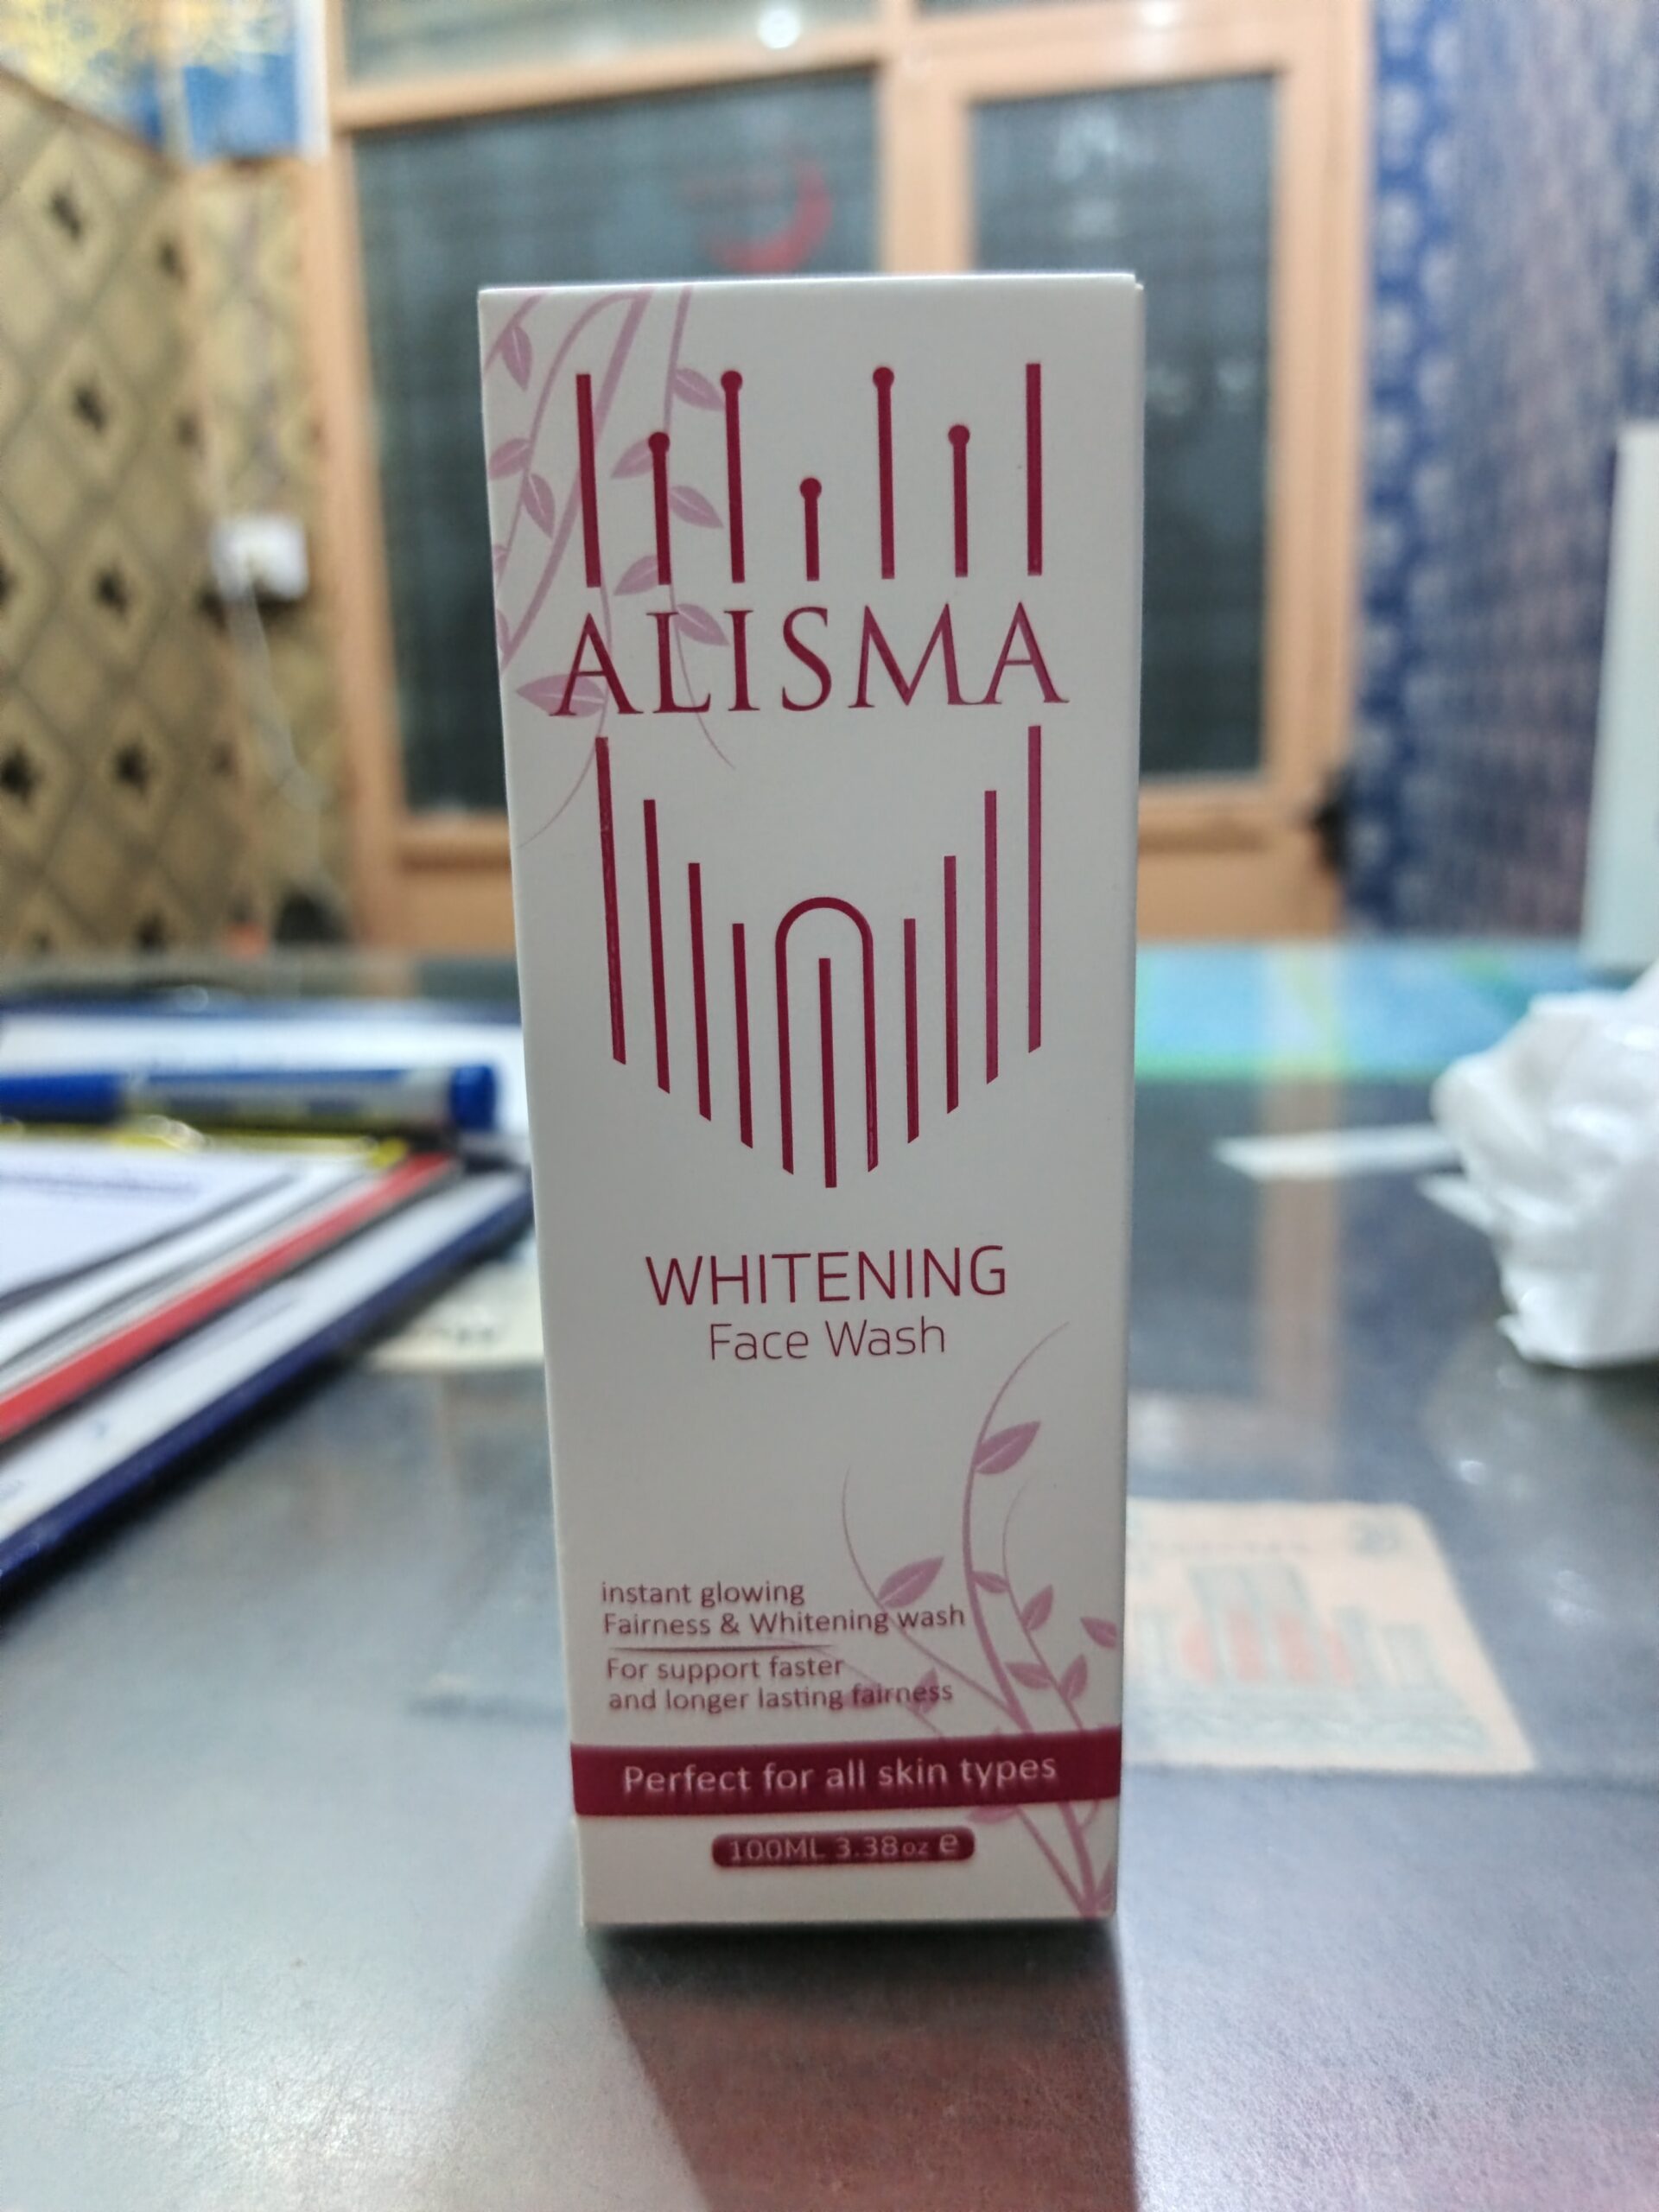 ALISMA
WHITENING
Face Wash
instant glowing
Fairness & Whitening wash
For support faster
and longer lasting fairness
Perfect for all skin types
100ML 3.38oz e